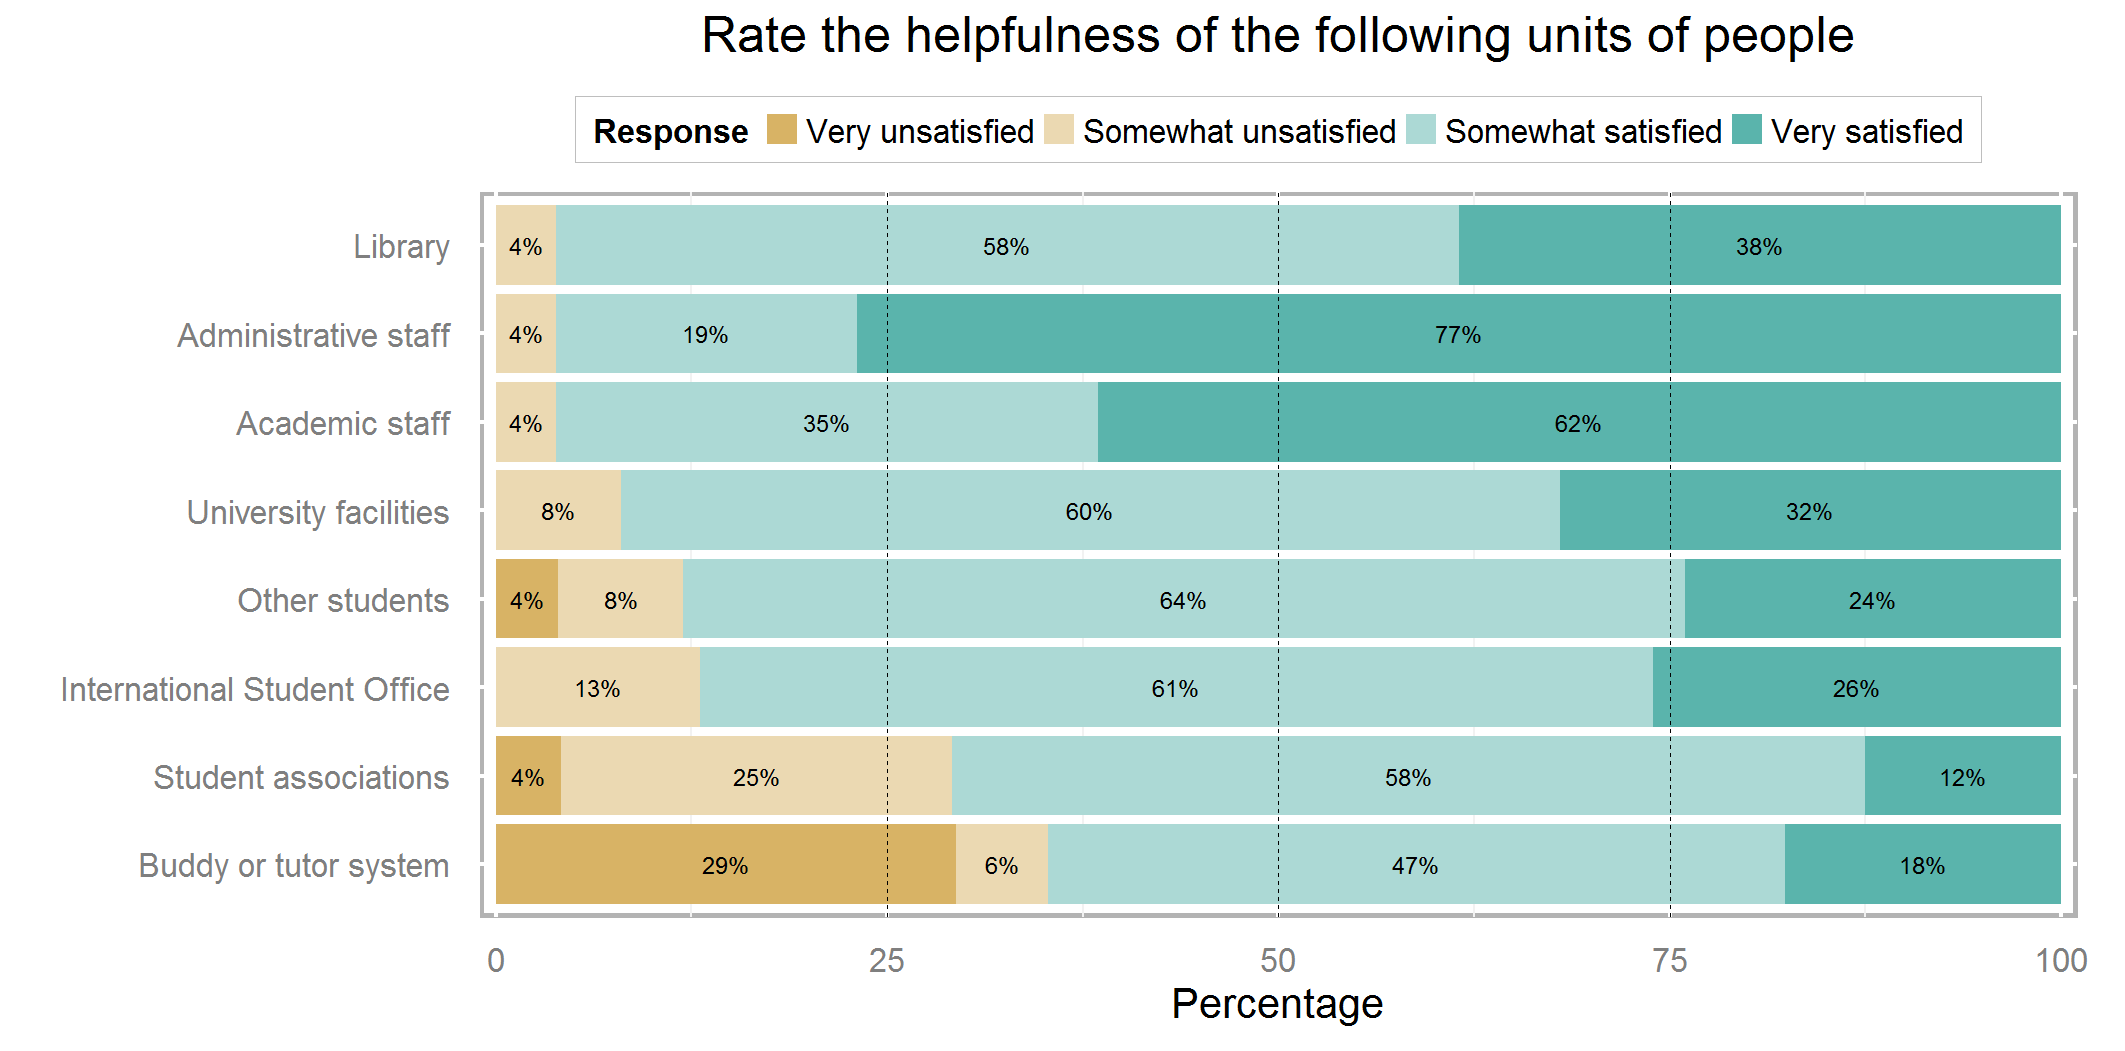 Rate the helpfulness of the following units of people
Response Very unsatisfied Somewhat unsatisfied Somewhat satisfied Very satisfied
Library 4% 58% 38%
Administrative staff 4% 19% 77%
Academic staff 4% 35% 62%
University facilities 8% 60% 32%
Other students 4% 8% 64% 24%
International Student Office 13% 61% 26%
Student associations 4% 25% 58% 12%
Buddy or tutor system 29% 6% 47% 18%
0 25 50 75 100
Percentage